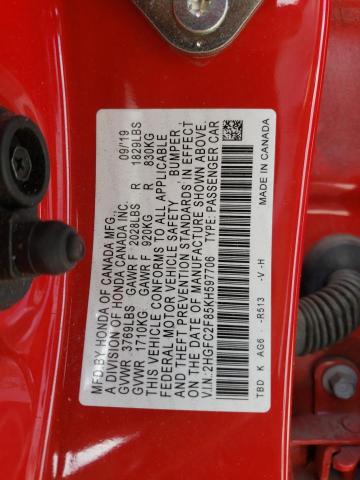 MFD.BY HONDA OF CANADA MFG. 09/19
A DIVISION OF HONDA CANADA INC.
GVWR 3769LBS GAWR F 2028LBS R 1829LBS
GVWR 1710KG GAWR F 920KG R 830KG
THIS VEHICLE CONFORMS TO ALL APPLICABLE
FEDERAL MOTOR VEHICLE SAFETY BUMPER,
AND THEFT PREVENTION STANDARDS IN EFFECT
ON THE DATE OF MANUFACTURE SHOWN ABOVE.
V.I.N.:2HGFC2F85KH597706 TYPE: PASSENGER CAR
TBD K AG6 -R513 -V-H MADE IN CANADA